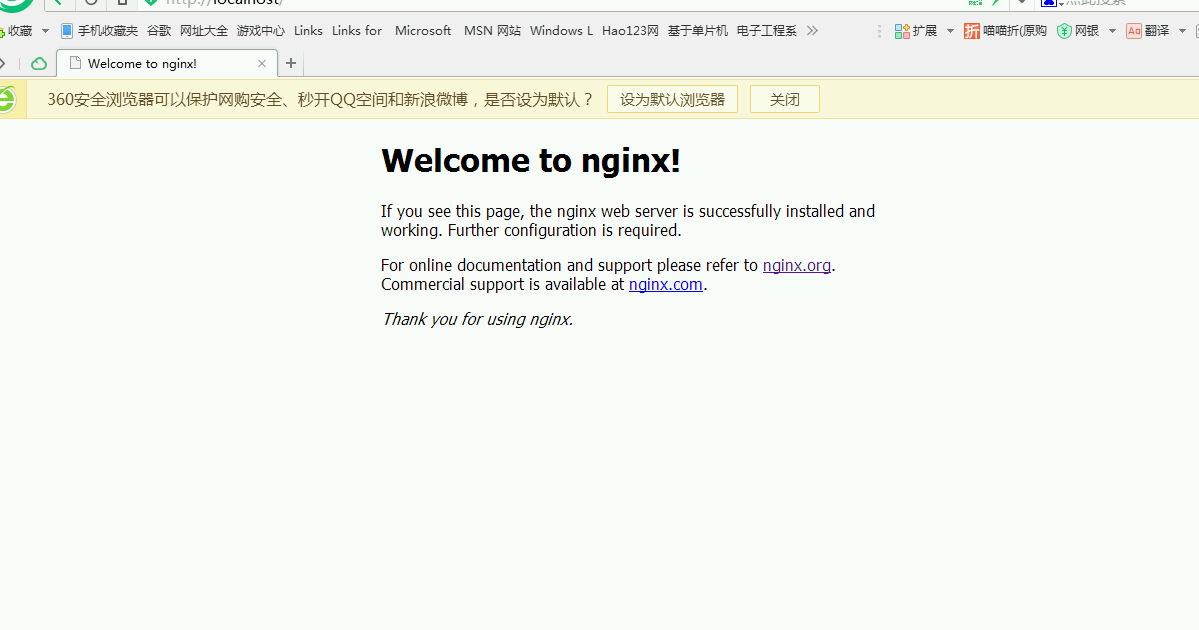 http://localhost/
点此搜索
收藏 手机收藏夹 谷歌 网址大全 游戏中心 Links Links for Microsoft MSN 网站 Windows L Hao123网 基于单片机 电子工程系 扩展 折 喵喵折(原购 网银 Aa 翻译
Welcome to nginx!
360安全浏览器可以保护网购安全、秒开QQ空间和新浪微博，是否设为默认？ 设为默认浏览器 关闭
Welcome to nginx!
If you see this page, the nginx web server is successfully installed and
working. Further configuration is required.
For online documentation and support please refer to nginx.org.
Commercial support is available at nginx.com.
Thank you for using nginx.